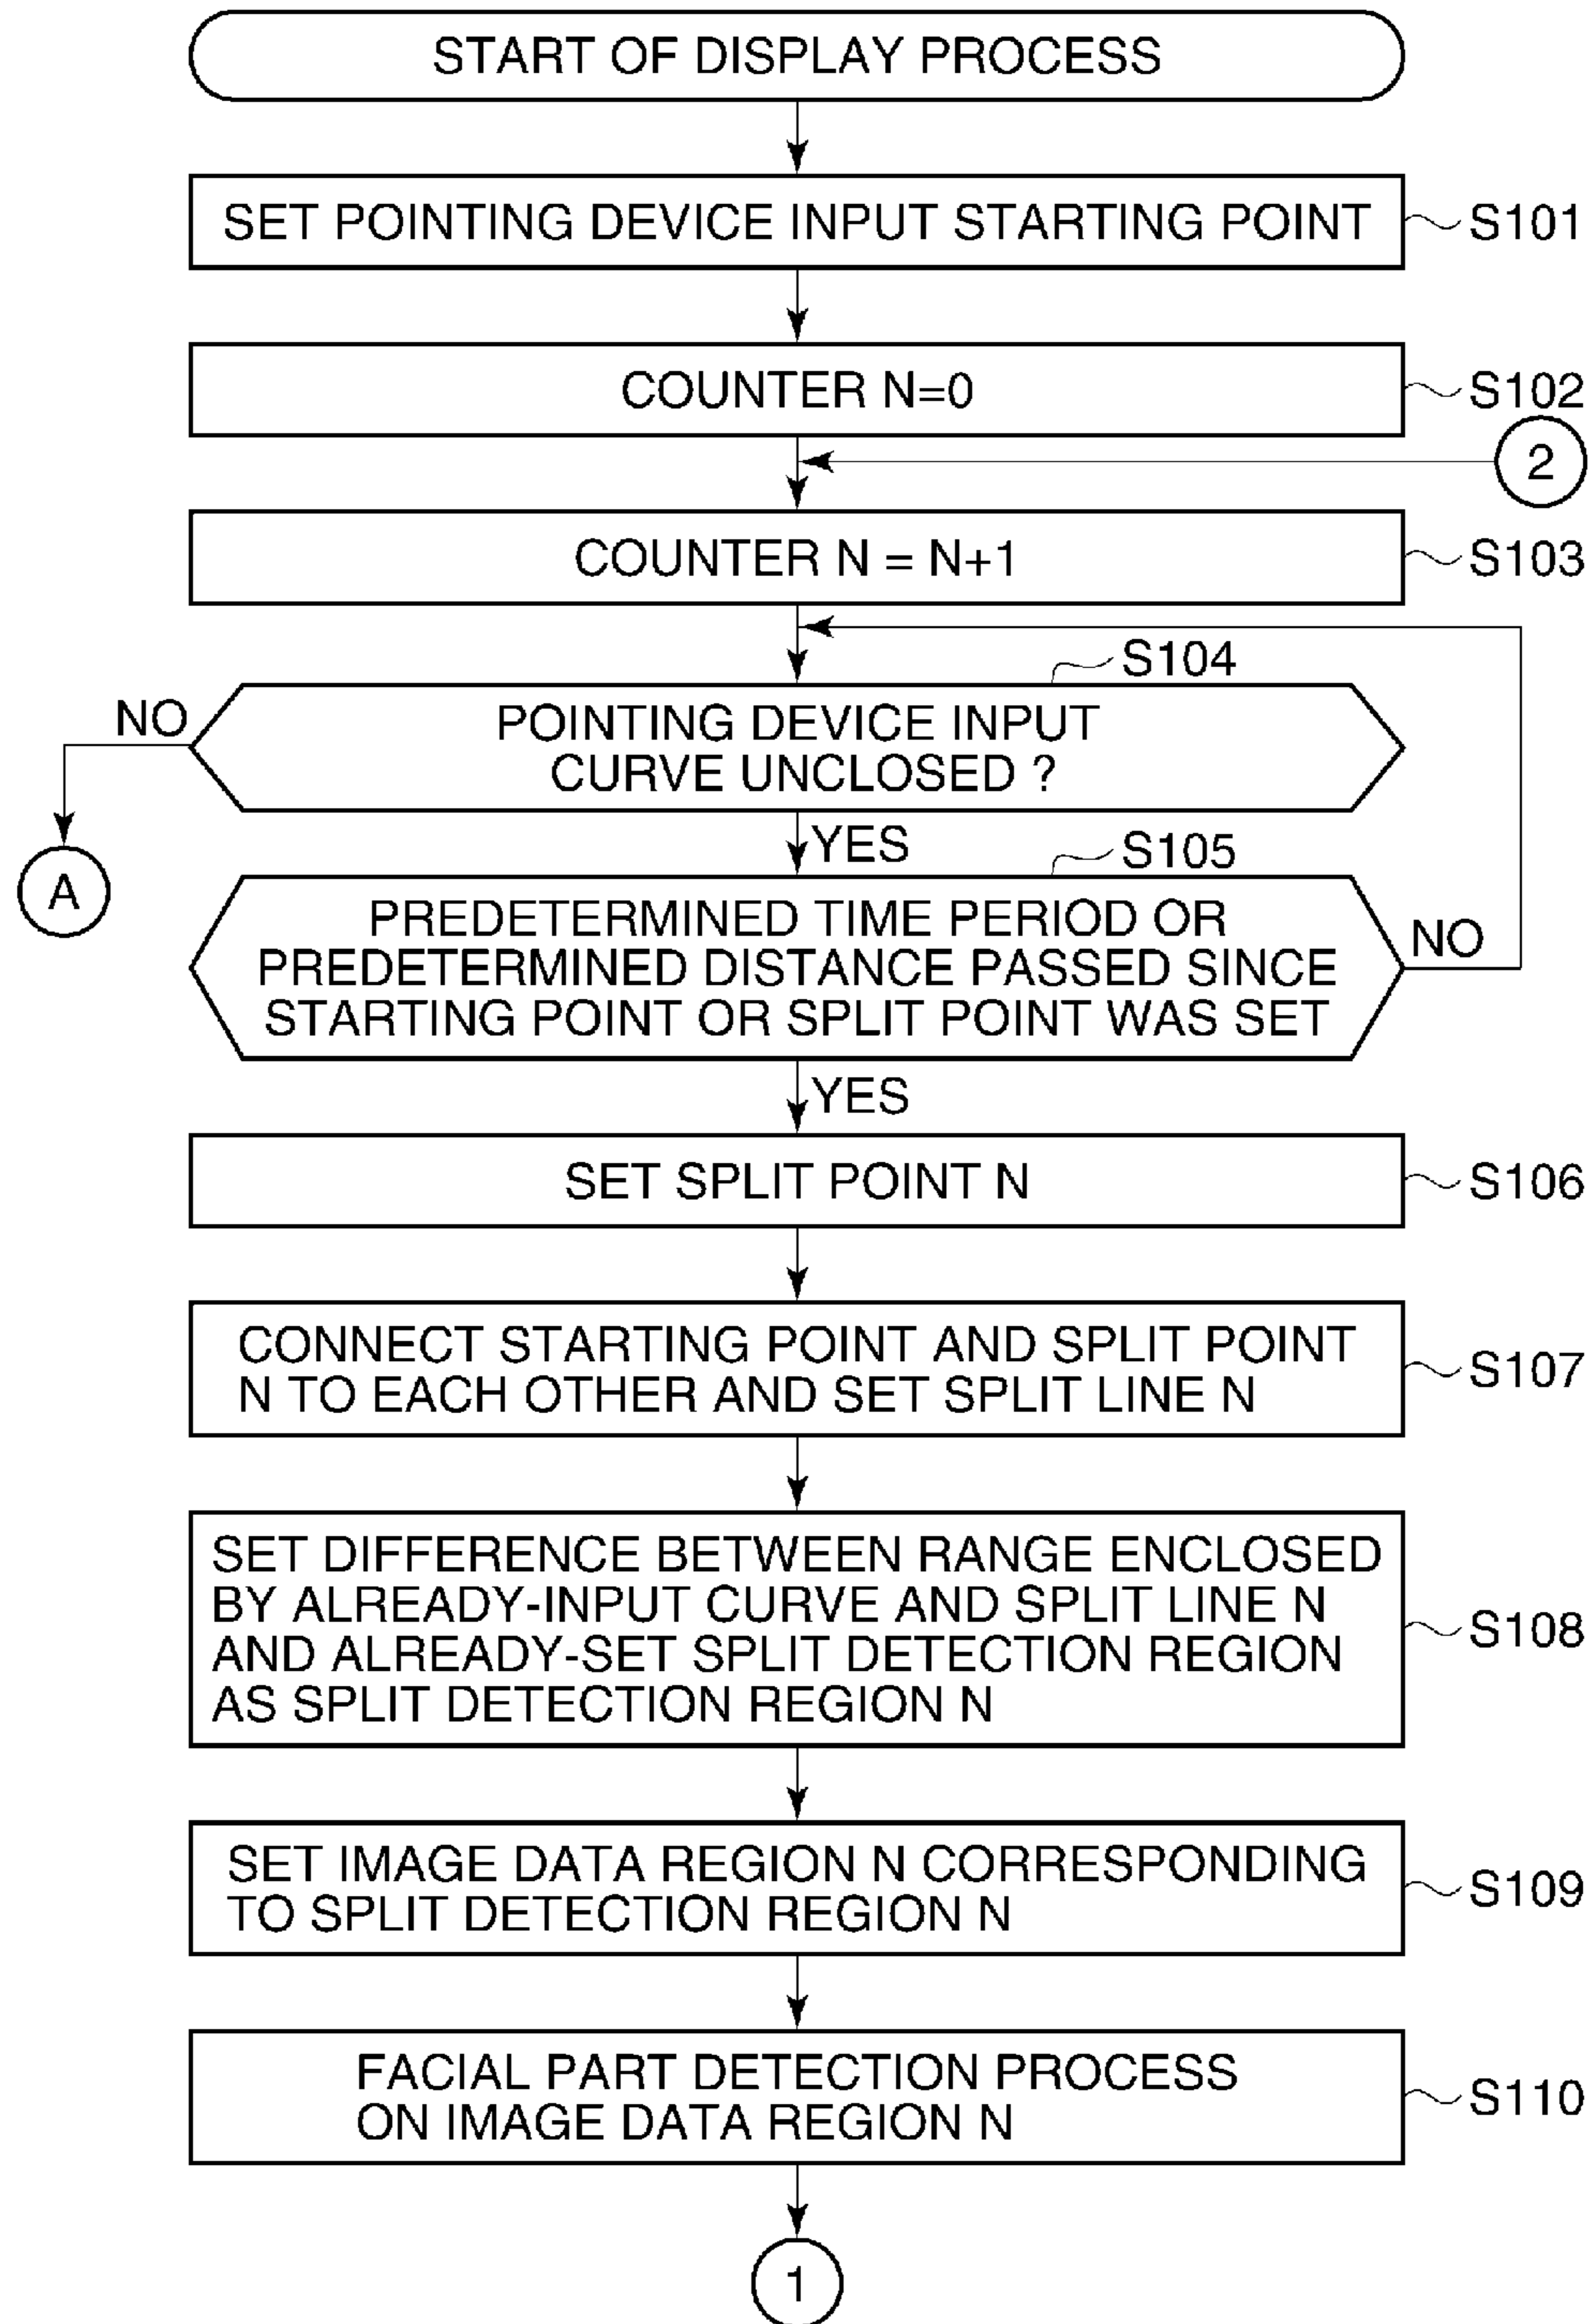 START OF DISPLAY PROCESS
SET POINTING DEVICE INPUT STARTING POINT
S101
COUNTER N=0
S102
2
COUNTER N = N+1
S103
S104
NO
POINTING DEVICE INPUT
CURVE UNCLOSED ?
YES
S105
A
PREDETERMINED TIME PERIOD OR
PREDETERMINED DISTANCE PASSED SINCE
STARTING POINT OR SPLIT POINT WAS SET
NO
YES
SET SPLIT POINT N
S106
CONNECT STARTING POINT AND SPLIT POINT
N TO EACH OTHER AND SET SPLIT LINE N
S107
SET DIFFERENCE BETWEEN RANGE ENCLOSED
BY ALREADY-INPUT CURVE AND SPLIT LINE N
AND ALREADY-SET SPLIT DETECTION REGION
AS SPLIT DETECTION REGION N
S108
SET IMAGE DATA REGION N CORRESPONDING
TO SPLIT DETECTION REGION N
S109
FACIAL PART DETECTION PROCESS
ON IMAGE DATA REGION N
S110
1